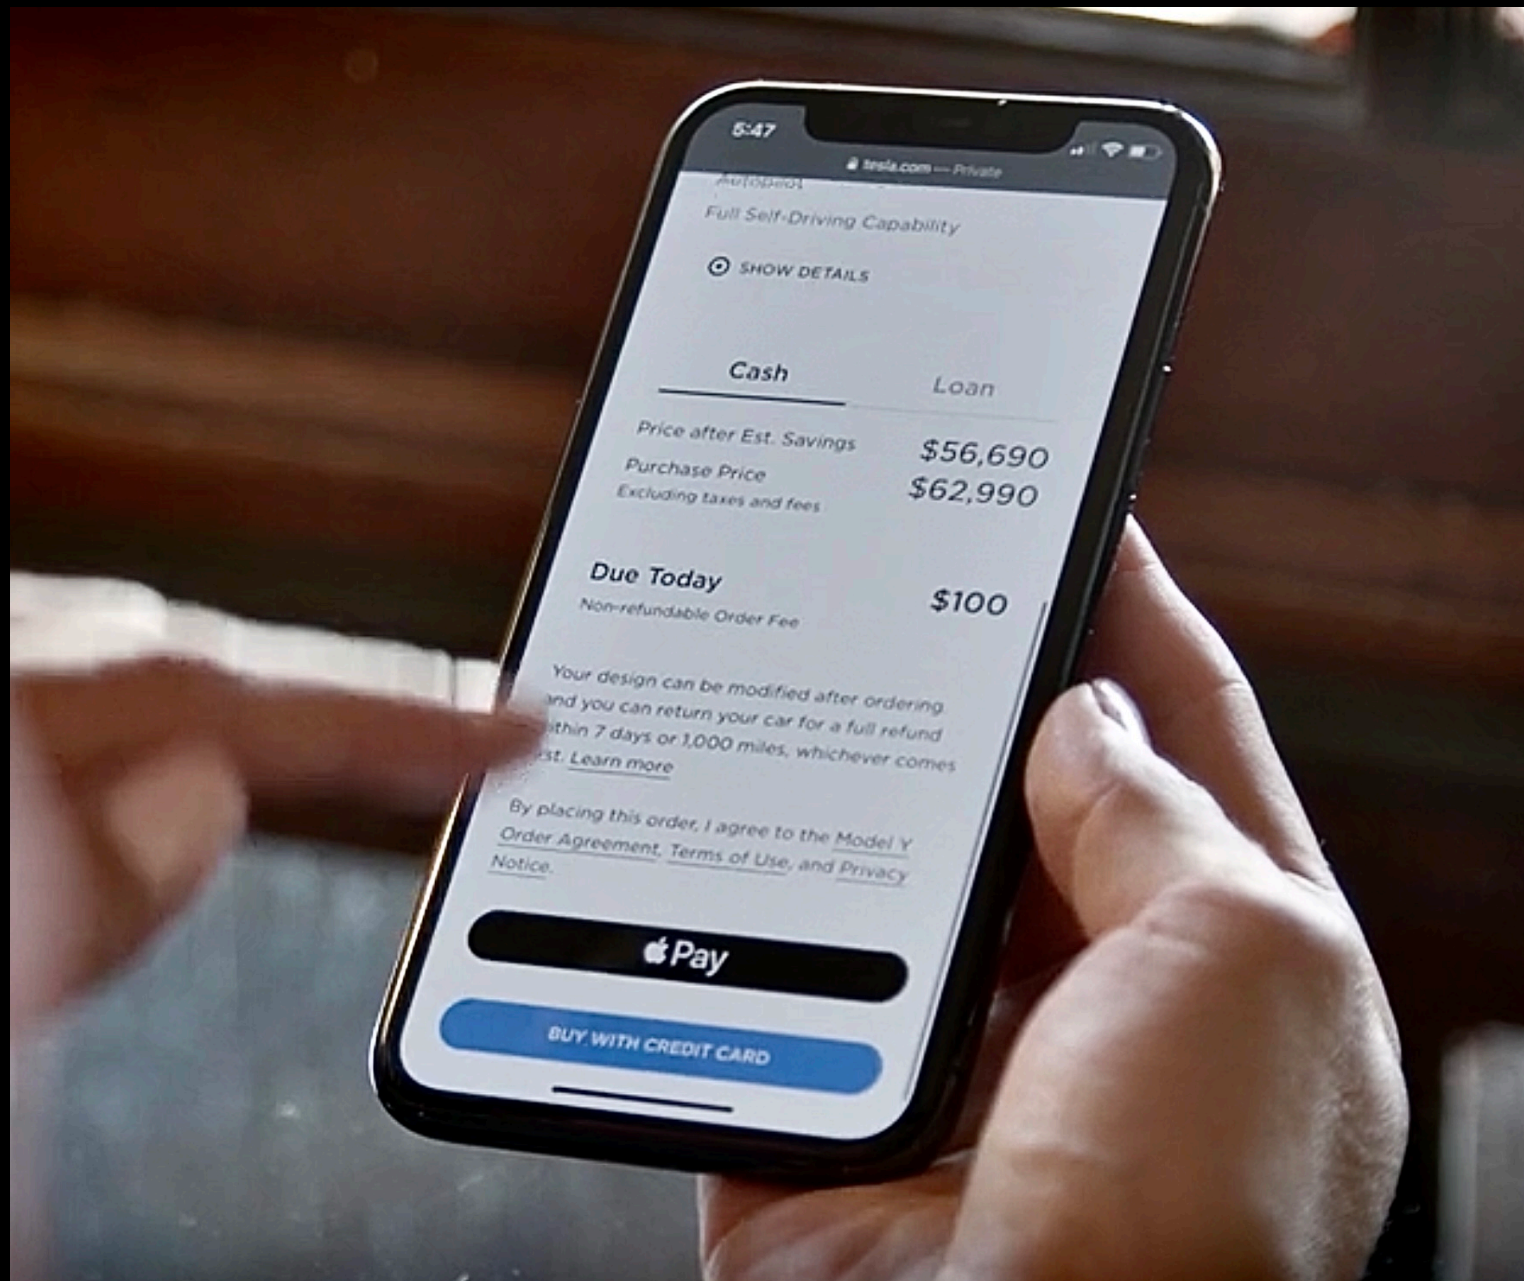 5:47
tesla.com — Private
Autopilot
Full Self-Driving Capability
SHOW DETAILS
Cash Loan
Price after Est. Savings $56,690
Purchase Price $62,990
Excluding taxes and fees
Due Today $100
Non-refundable Order Fee
Your design can be modified after ordering
and you can return your car for a full refund
ithin 7 days or 1,000 miles, whichever comes
st. Learn more
By placing this order, I agree to the Model Y
Order Agreement, Terms of Use, and Privacy
Notice.
Pay
BUY WITH CREDIT CARD